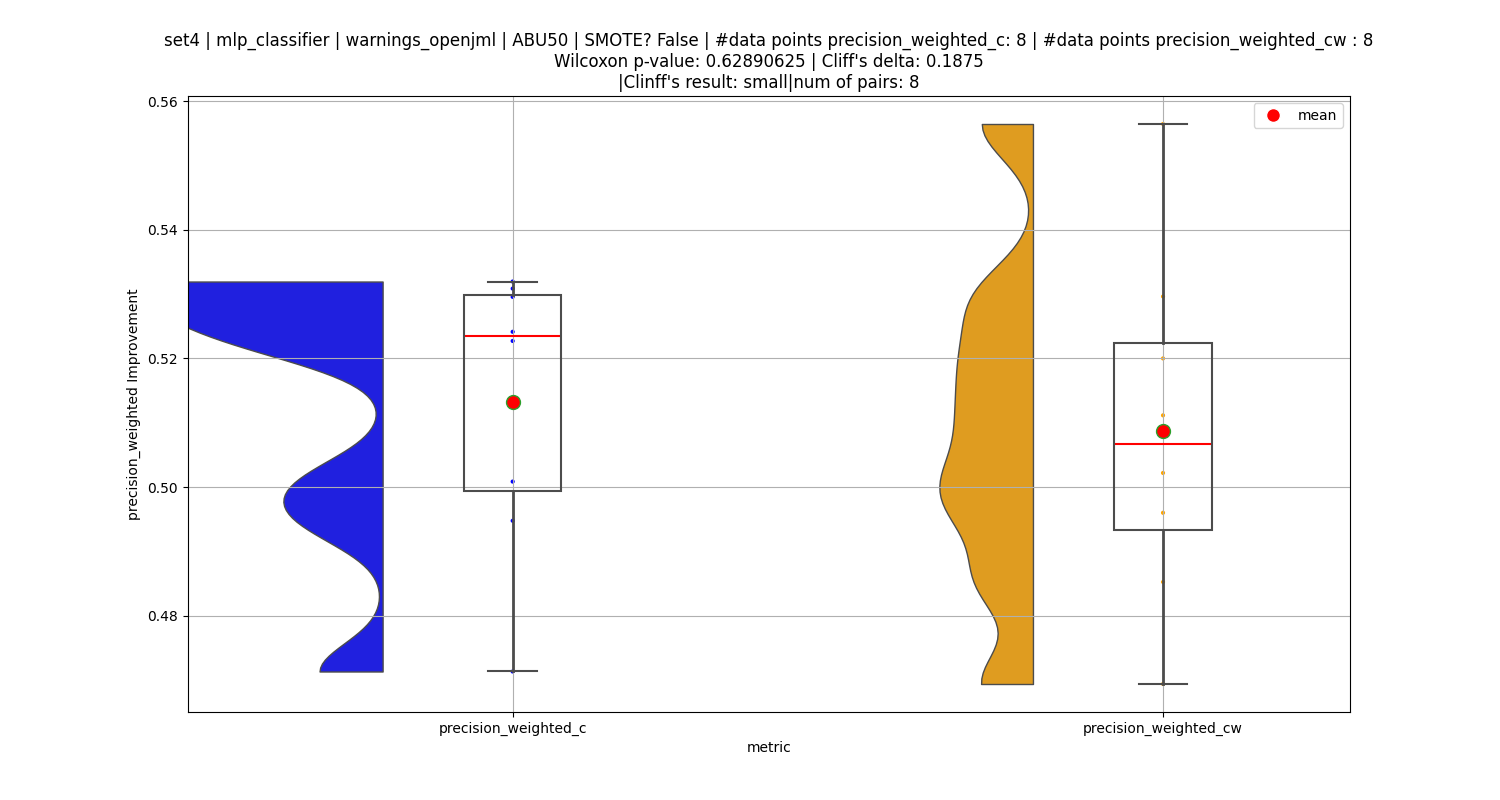 set4 | mlp_classifier | warnings_openjml | ABU50 | SMOTE? False | #data points precision_weighted_c: 8 | #data points precision_weighted_cw : 8
Wilcoxon p-value: 0.62890625 | Cliff's delta: 0.1875
|Clinff's result: small|num of pairs: 8
mean
precision_weighted Improvement
0.56
0.54
0.52
0.50
0.48
precision_weighted_c
precision_weighted_cw
metric